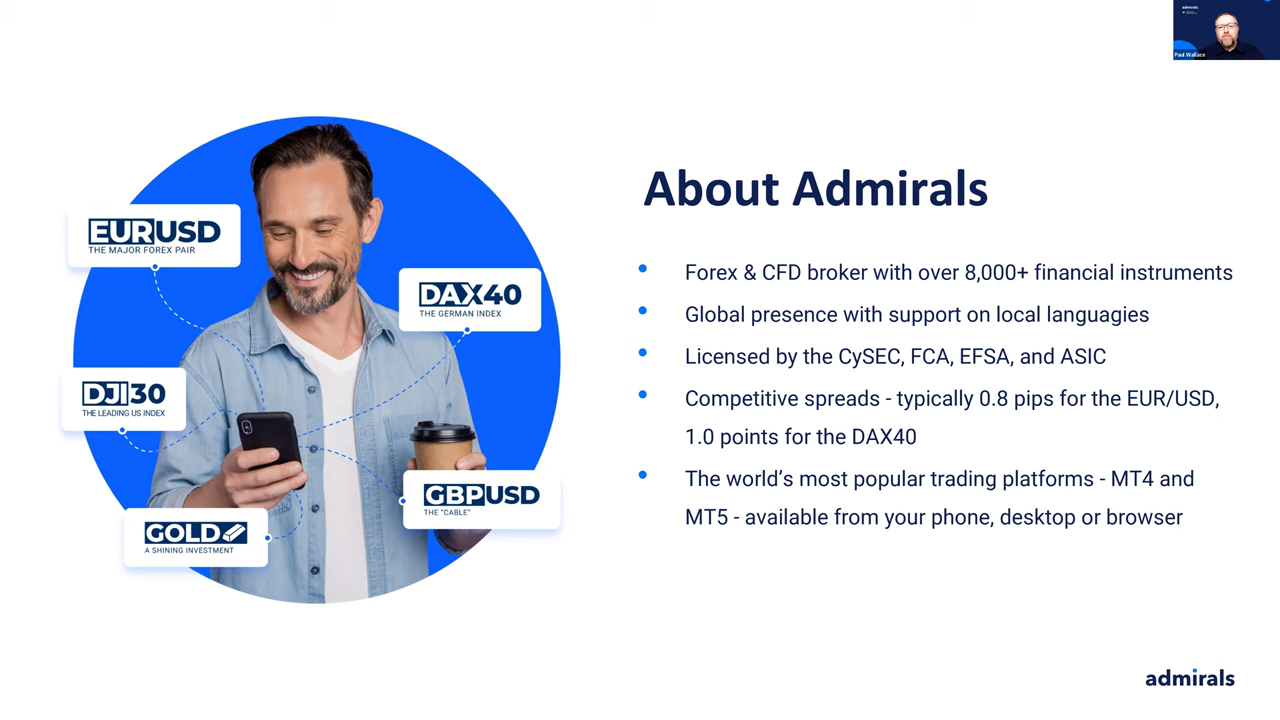 admirals
Paul Wallace
EURUSD
THE MAJOR FOREX PAIR
DAX40
THE GERMAN INDEX
DJI30
THE LEADING US INDEX
GBPUSD
THE "CABLE"
GOLD
A SHINING INVESTMENT
About Admirals
• Forex & CFD broker with over 8,000+ financial instruments
• Global presence with support on local languagies
• Licensed by the CySEC, FCA, EFSA, and ASIC
• Competitive spreads - typically 0.8 pips for the EUR/USD,
1.0 points for the DAX40
• The world’s most popular trading platforms - MT4 and
MT5 - available from your phone, desktop or browser
admirals